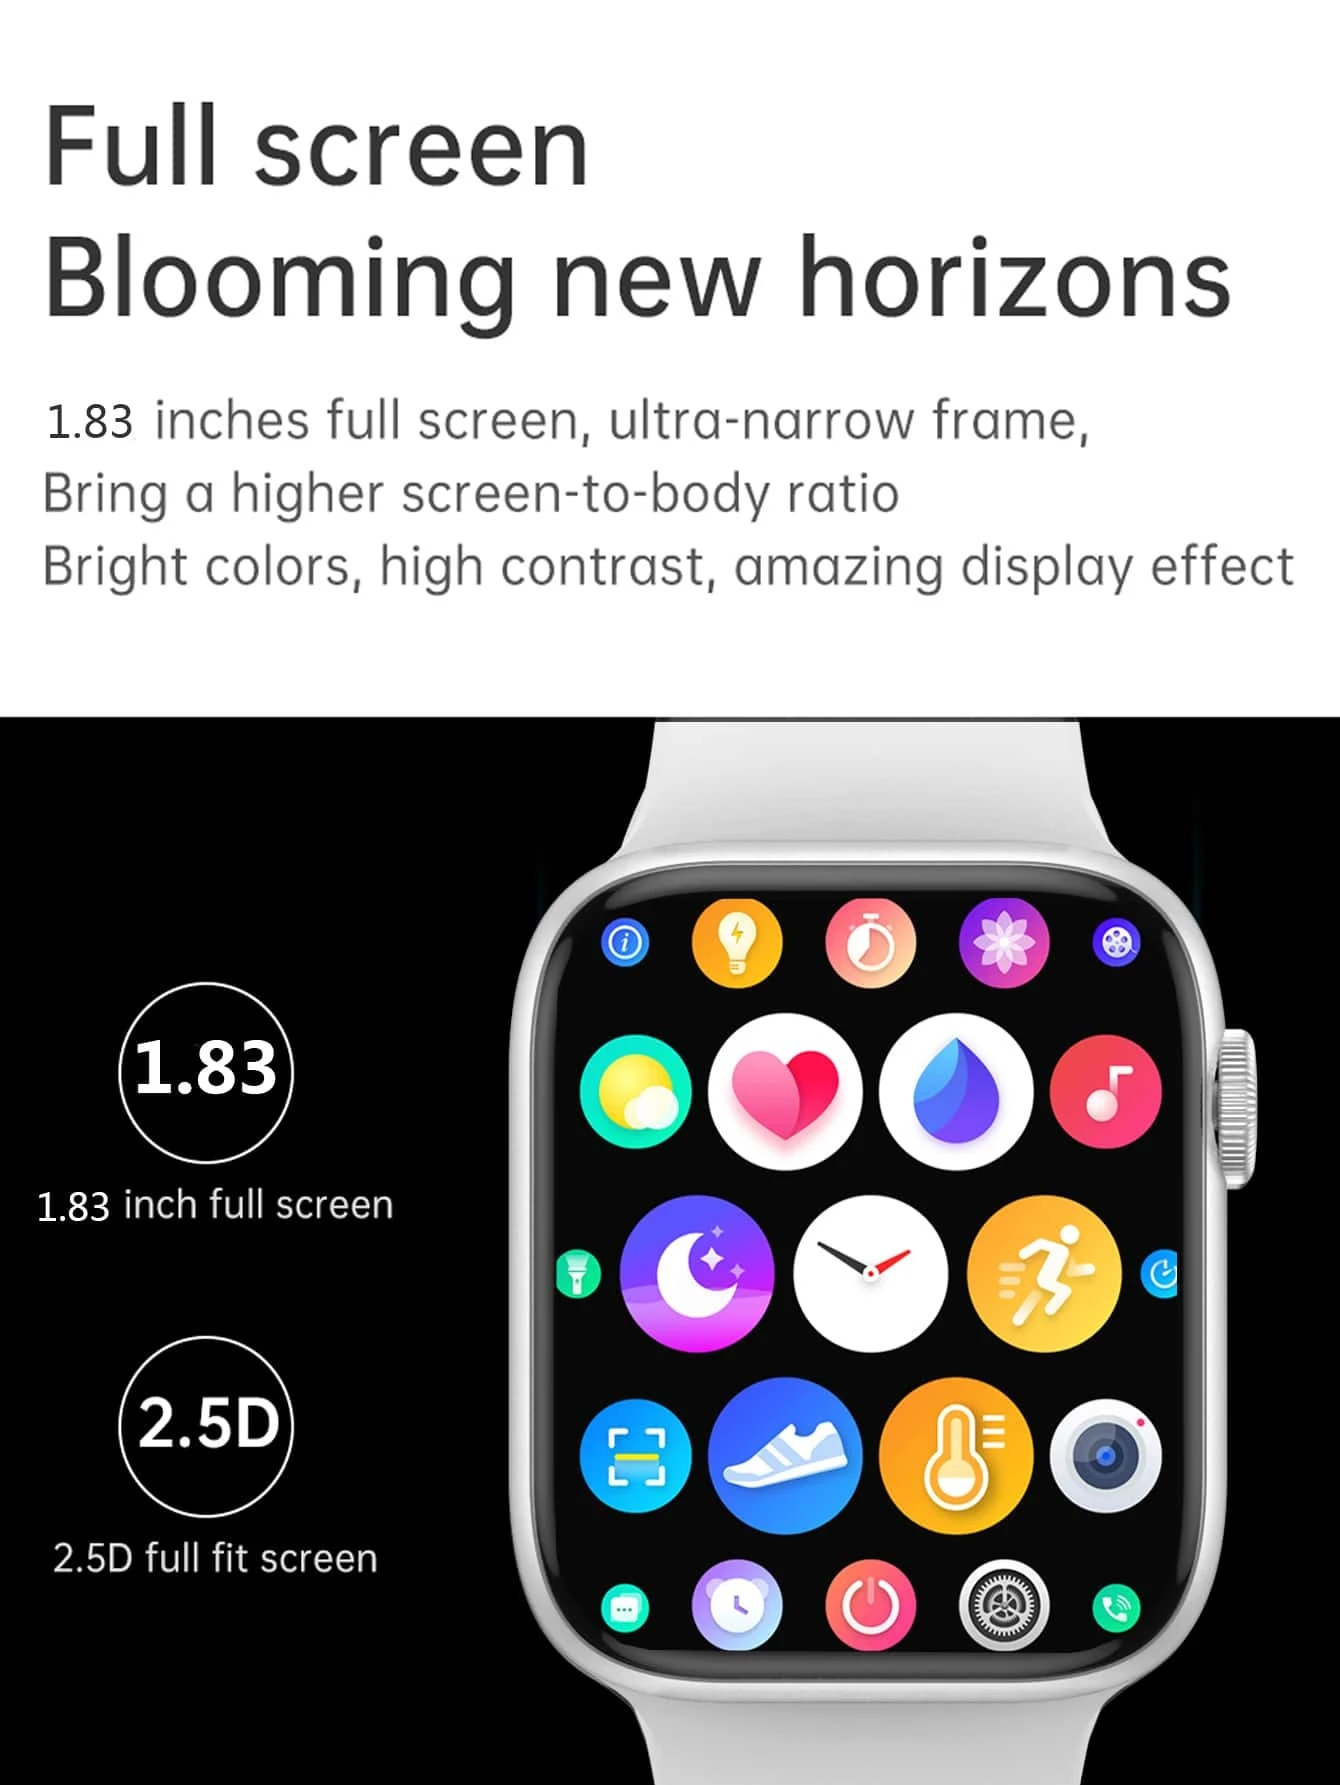 Full screen
Blooming new horizons
1.83 inches full screen, ultra-narrow frame,
Bring a higher screen-to-body ratio
Bright colors, high contrast, amazing display effect
1.83
1.83 inch full screen
2.5D
2.5D full fit screen